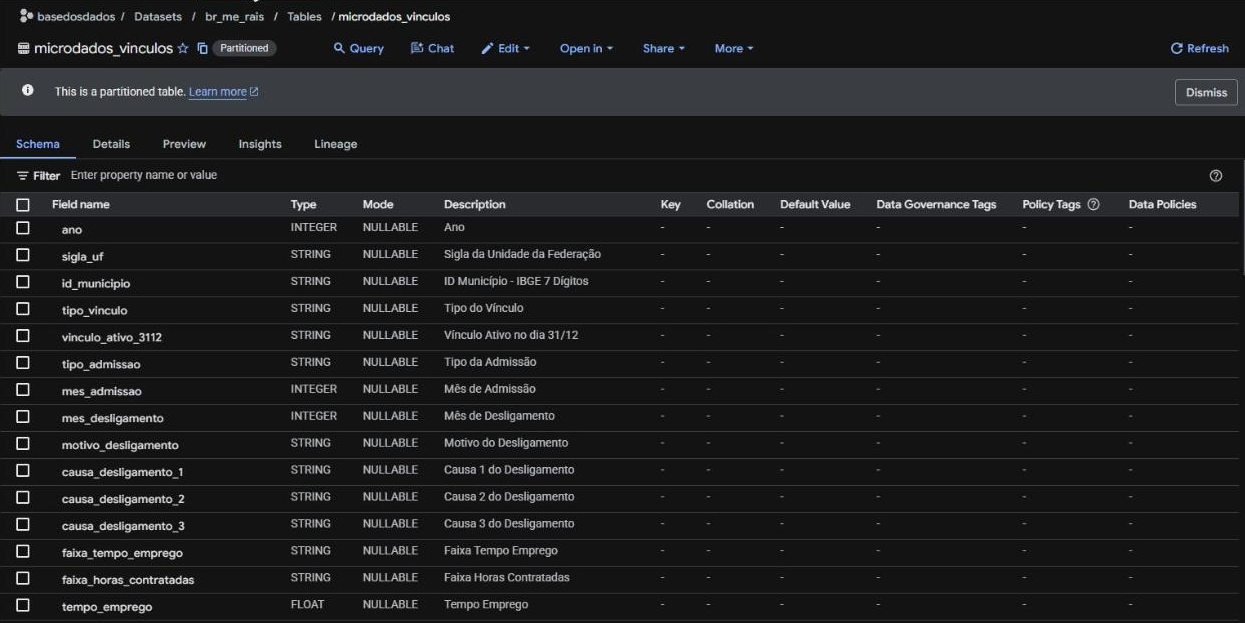 basedosdados / Datasets / br_me_rais / Tables / microdados_vinculos
microdados_vinculos Partitioned Query Chat Edit Open in Share More Refresh
This is a partitioned table. Learn more Dismiss
Schema Details Preview Insights Lineage
Filter Enter property name or value
Field name Type Mode Description Key Collation Default Value Data Governance Tags Policy Tags Data Policies
ano INTEGER NULLABLE Ano - - - - - -
sigla_uf STRING NULLABLE Sigla da Unidade da Federação - - - - - -
id_municipio STRING NULLABLE ID Município - IBGE 7 Dígitos - - - - - -
tipo_vinculo STRING NULLABLE Tipo do Vínculo - - - - - -
vinculo_ativo_3112 STRING NULLABLE Vínculo Ativo no dia 31/12 - - - - - -
tipo_admissao STRING NULLABLE Tipo da Admissão - - - - - -
mes_admissao INTEGER NULLABLE Mês de Admissão - - - - - -
mes_desligamento INTEGER NULLABLE Mês de Desligamento - - - - - -
motivo_desligamento STRING NULLABLE Motivo do Desligamento - - - - - -
causa_desligamento_1 STRING NULLABLE Causa 1 do Desligamento - - - - - -
causa_desligamento_2 STRING NULLABLE Causa 2 do Desligamento - - - - - -
causa_desligamento_3 STRING NULLABLE Causa 3 do Desligamento - - - - - -
faixa_tempo_emprego STRING NULLABLE Faixa Tempo Emprego - - - - - -
faixa_horas_contratadas STRING NULLABLE Faixa Horas Contratadas - - - - - -
tempo_emprego FLOAT NULLABLE Tempo Emprego - - - - - -